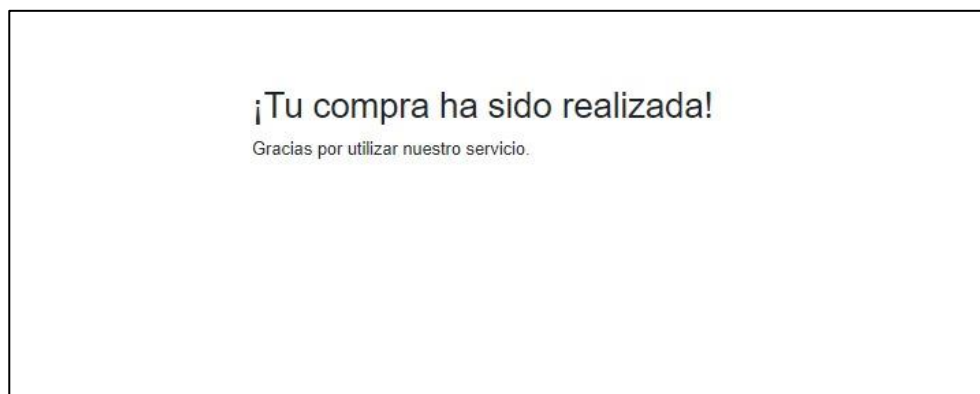 ¡Tu compra ha sido realizada!
Gracias por utilizar nuestro servicio.